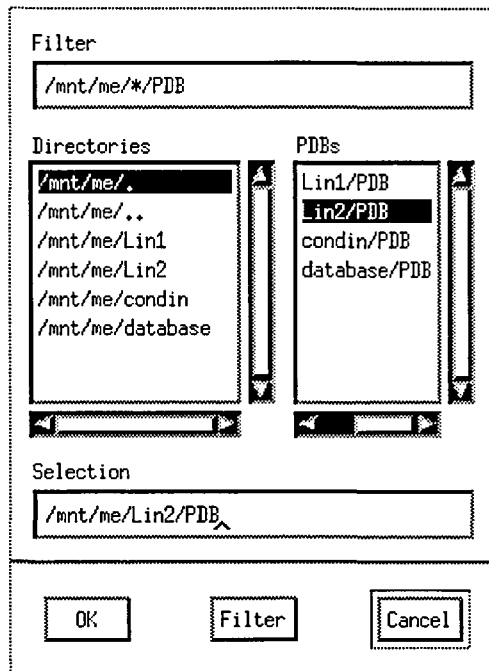 Filter
/mnt/me/*/PDB
Directories
/mnt/me/.
/mnt/me/..
/mnt/me/Lin1
/mnt/me/Lin2
/mnt/me/condin
/mnt/me/database
PDBs
Lin1/PDB
Lin2/PDB
condin/PDB
database/PDB
Selection
/mnt/me/Lin2/PDB
OK
Filter
Cancel